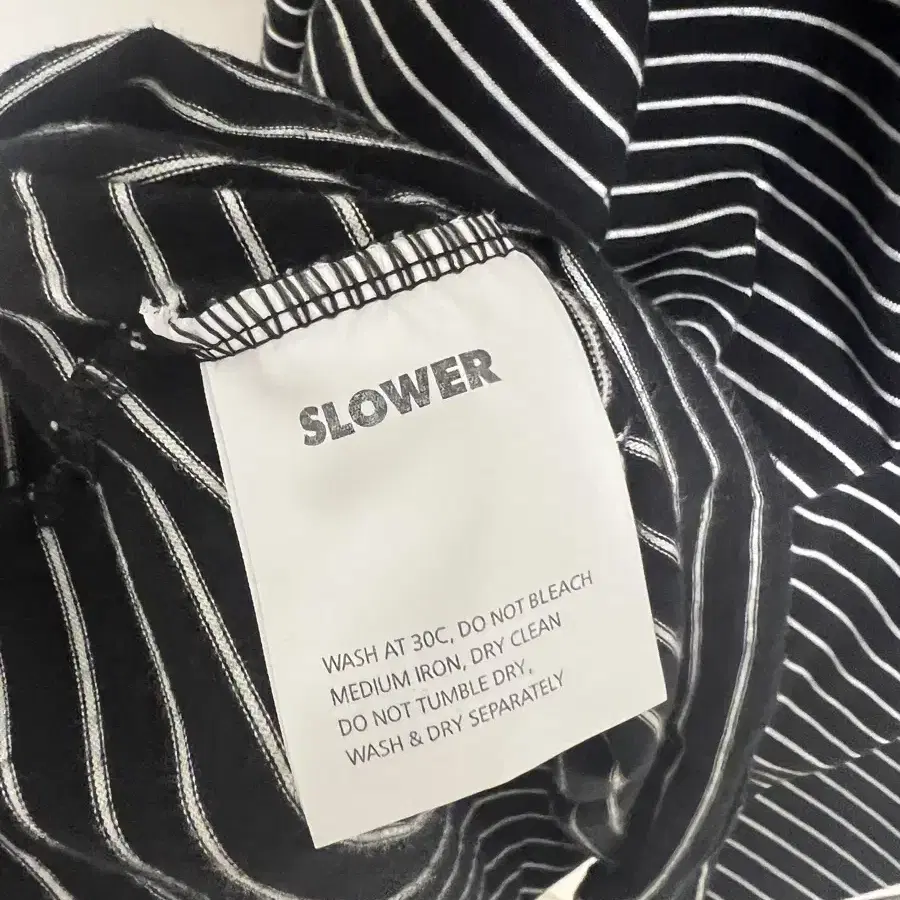 SLOWER
WASH AT 30C, DO NOT BLEACH
MEDIUM IRON, DRY CLEAN
DO NOT TUMBLE DRY,
WASH & DRY SEPARATELY